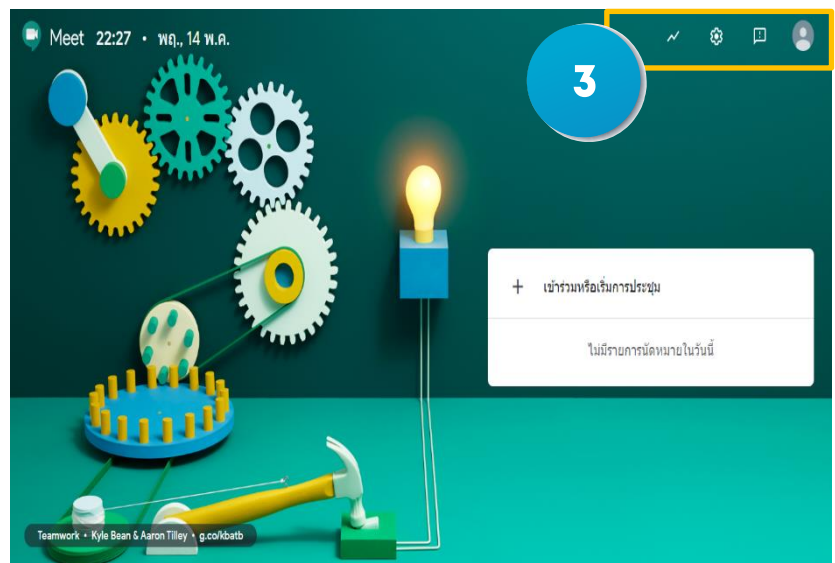 Meet 22:27 • พฤ., 14 พ.ค.
3
เข้าร่วมหรือเริ่มการประชุม
ไม่มีรายการนัดหมายในวันนี้
Teamwork • Kyle Bean & Aaron Tilley • g.co/kbatb